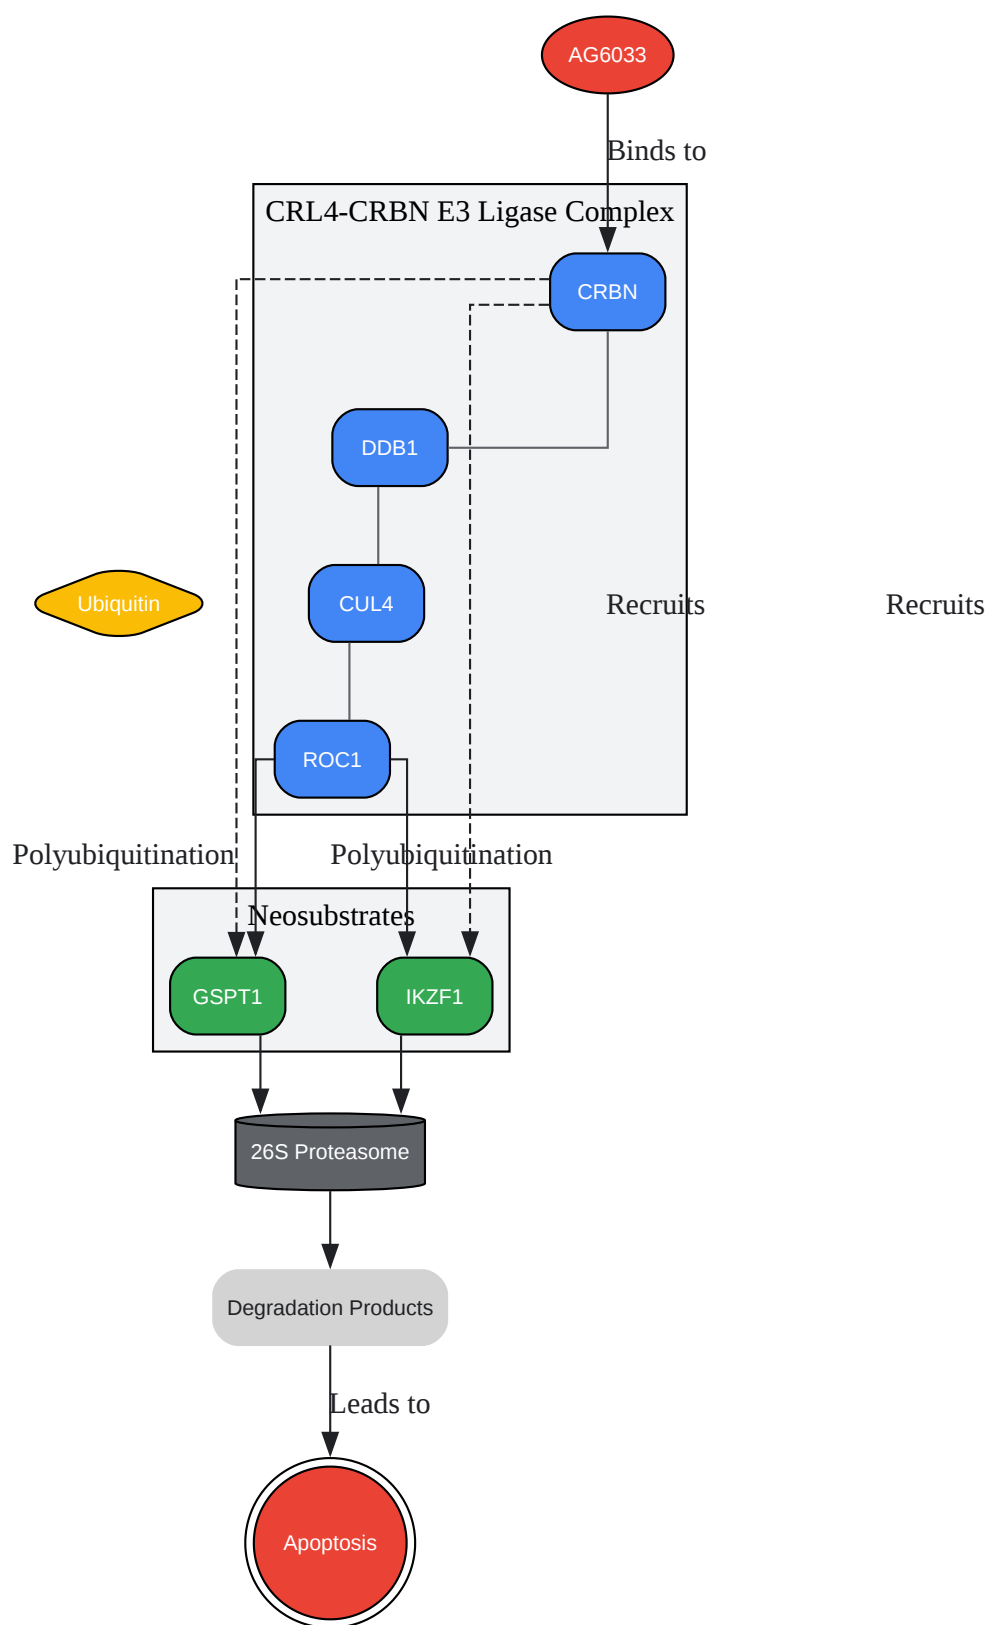 AG6033
Binds to
CRL4-CRBN E3 Ligase Complex
CRBN
DDB1
Ubiquitin
CUL4
Recruits
Recruits
ROC1
Polyubiquitination
Polyubiquitination
Neosubstrates
GSPT1
IKZF1
26S Proteasome
Degradation Products
Leads to
Apoptosis